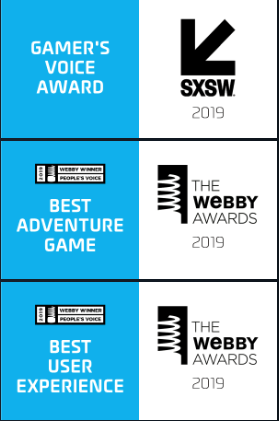 GAMER'S
VOICE
AWARD
SXSW
2019
2019 WEBBY WINNER
PEOPLE'S VOICE
BEST
ADVENTURE
GAME
THE
WEBBY
AWARDS
2019
2019 WEBBY WINNER
PEOPLE'S VOICE
BEST
USER
EXPERIENCE
THE
WEBBY
AWARDS
2019